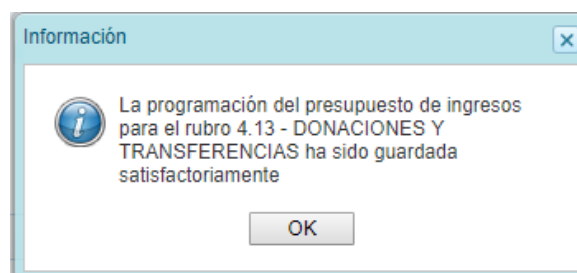 Información
La programación del presupuesto de ingresos
para el rubro 4.13 - DONACIONES Y
TRANSFERENCIAS ha sido guardada
satisfactoriamente
OK